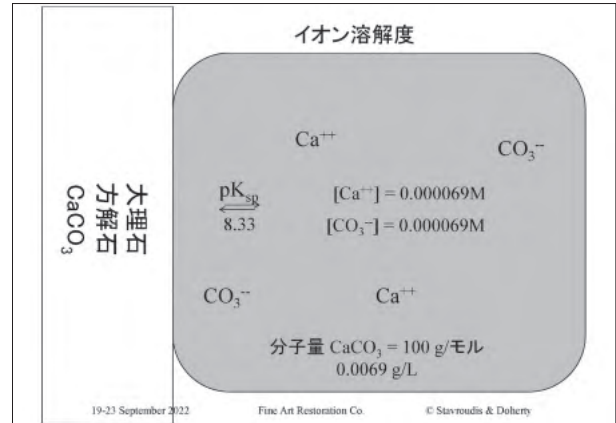 イオン溶解度
大理石
方解石
CaCO₃
Ca⁺⁺
CO₃⁻⁻
pKsp
8.33
[Ca⁺⁺] = 0.000069M
[CO₃⁻⁻] = 0.000069M
CO₃⁻⁻
Ca⁺⁺
分子量 CaCO₃ = 100 g/モル
0.0069 g/L
19-23 September 2022 Fine Art Restoration Co. © Stavroudis & Doherty